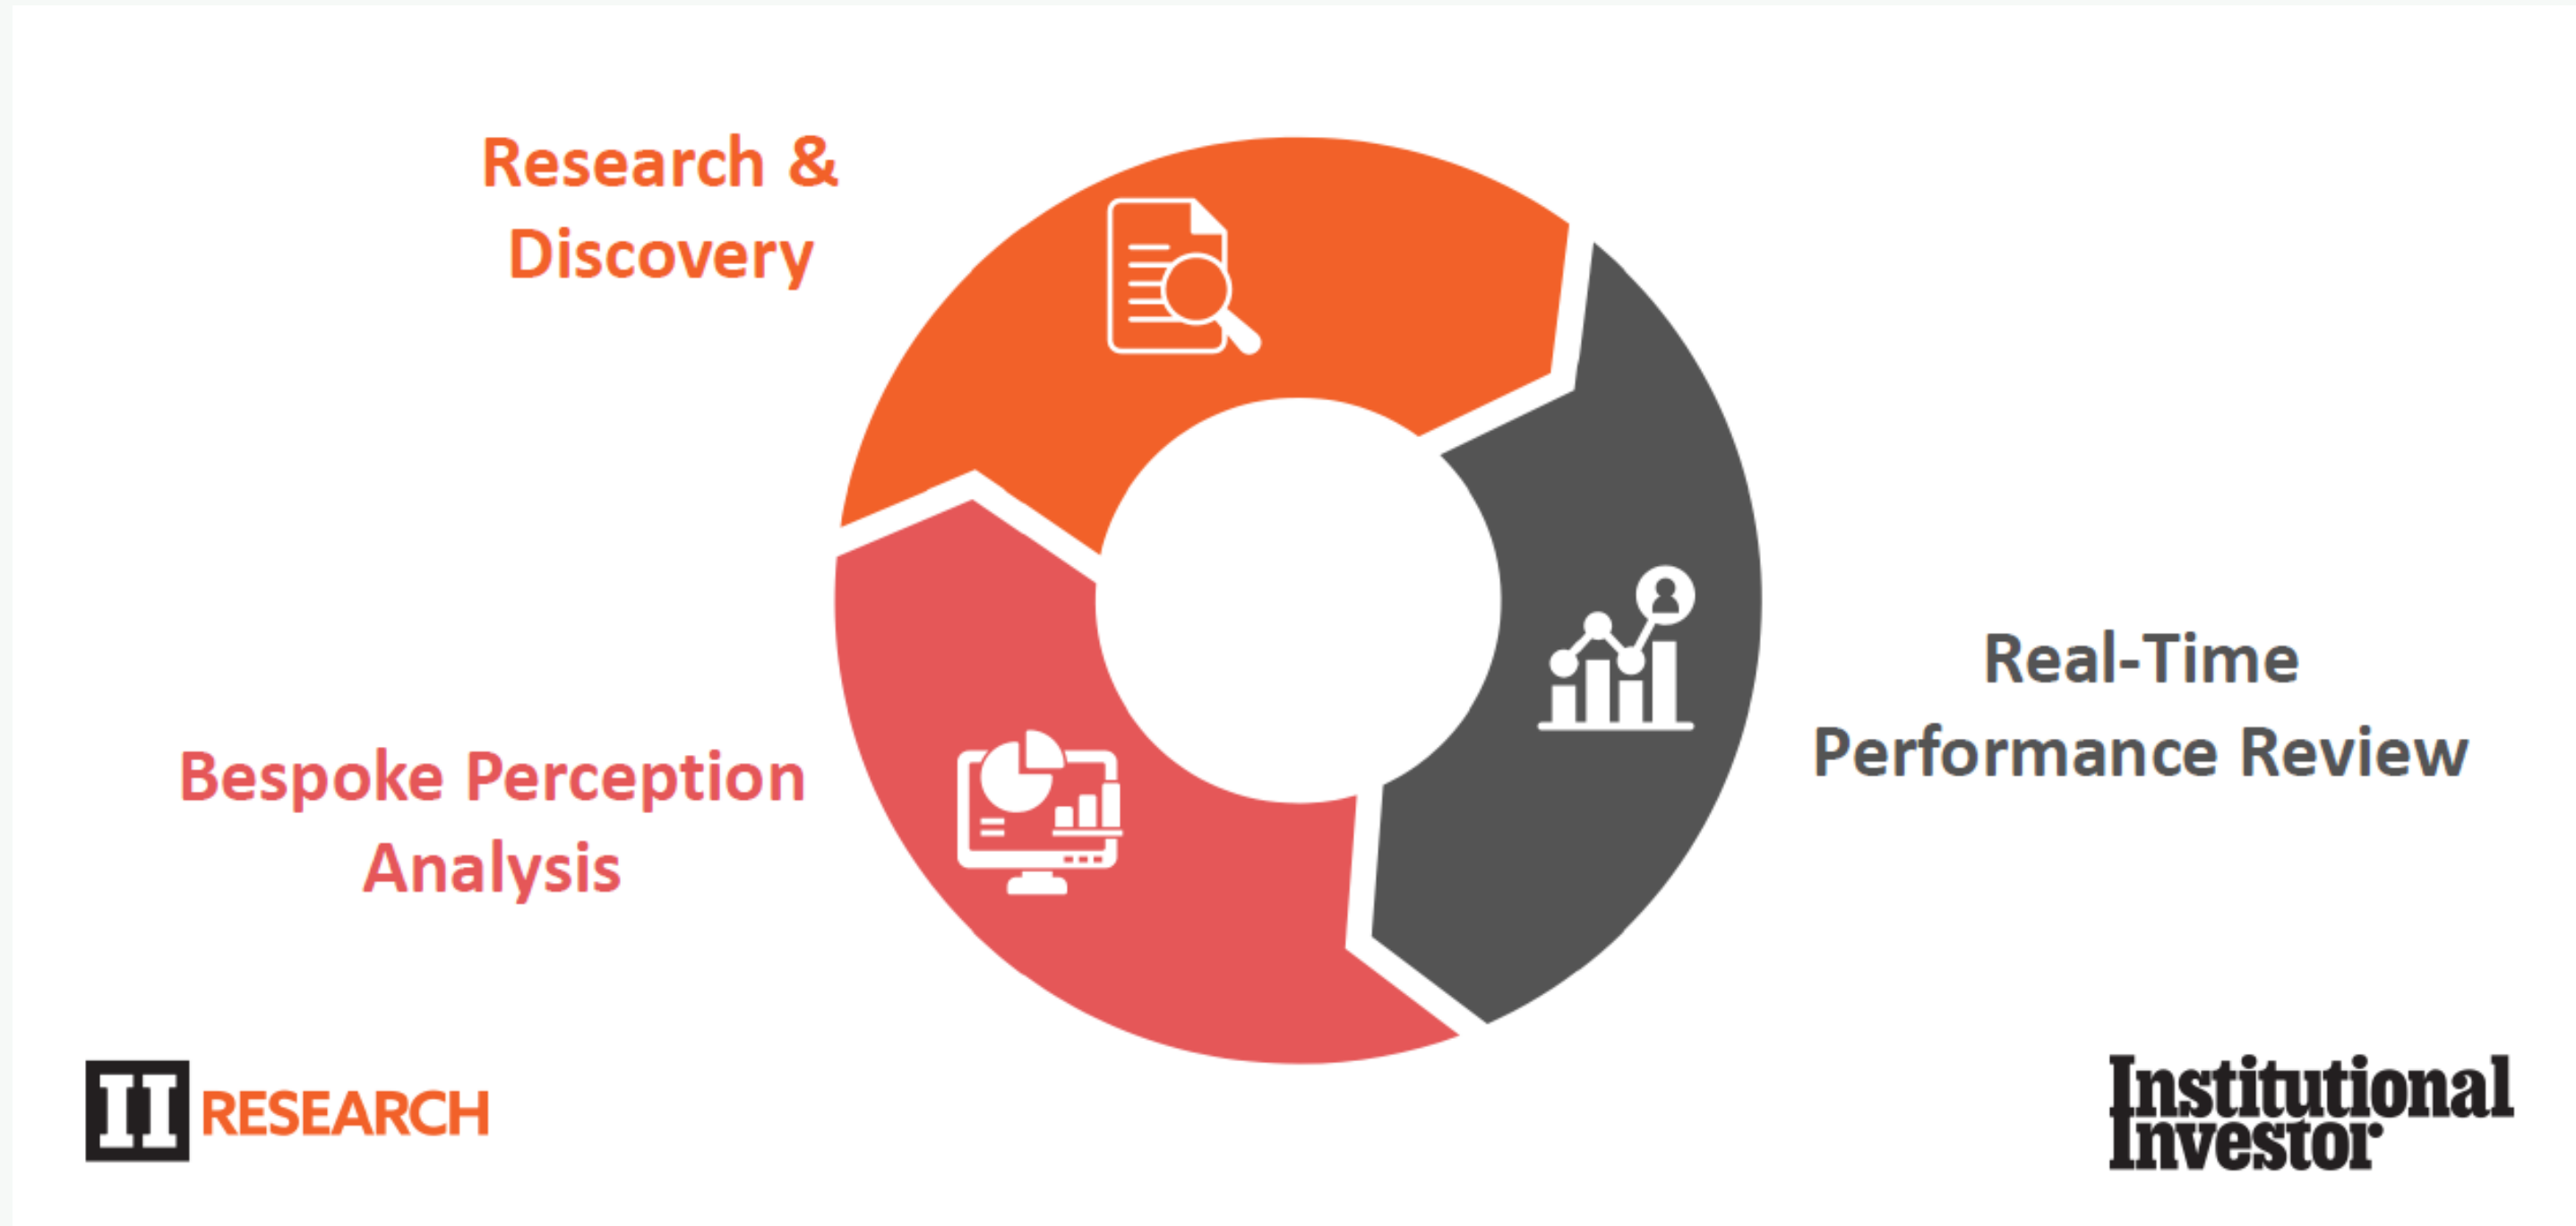 Research &
Discovery
Real-Time
Performance Review
Bespoke Perception
Analysis
II RESEARCH
Institutional
Investor